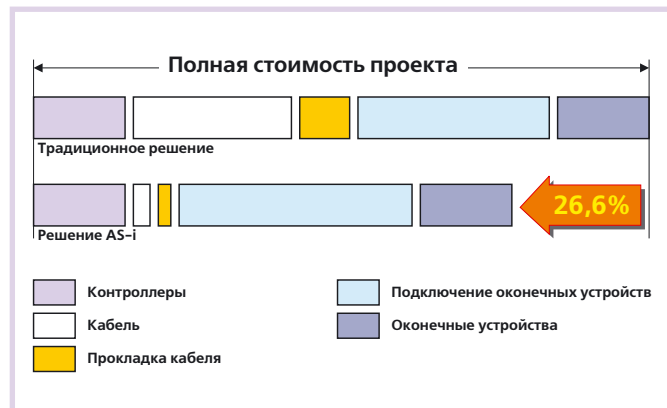 Полная стоимость проекта
Традиционное решение
26,6%
Решение AS-i
Контроллеры
Подключение оконечных устройств
Кабель
Оконечные устройства
Прокладка кабеля